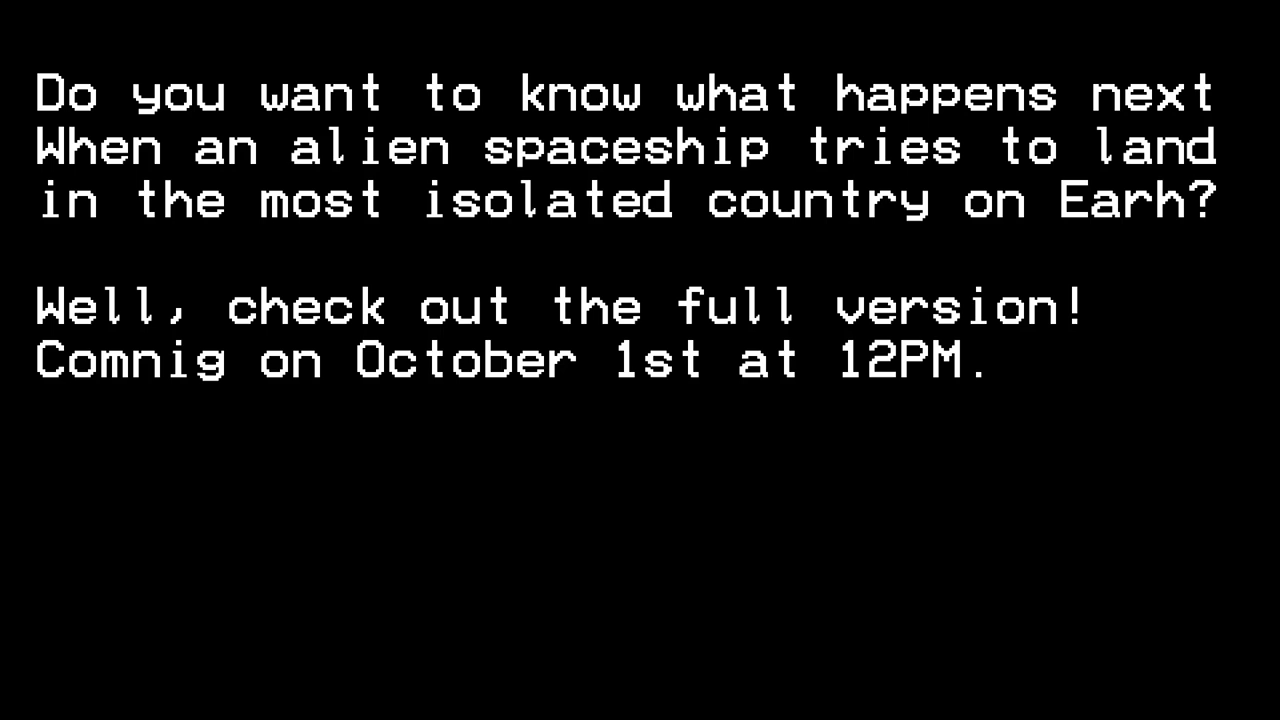 Do you want to know what happens next
When an alien spaceship tries to land
in the most isolated country on Earh?
Well, check out the full version!
Comnig on October 1st at 12PM.